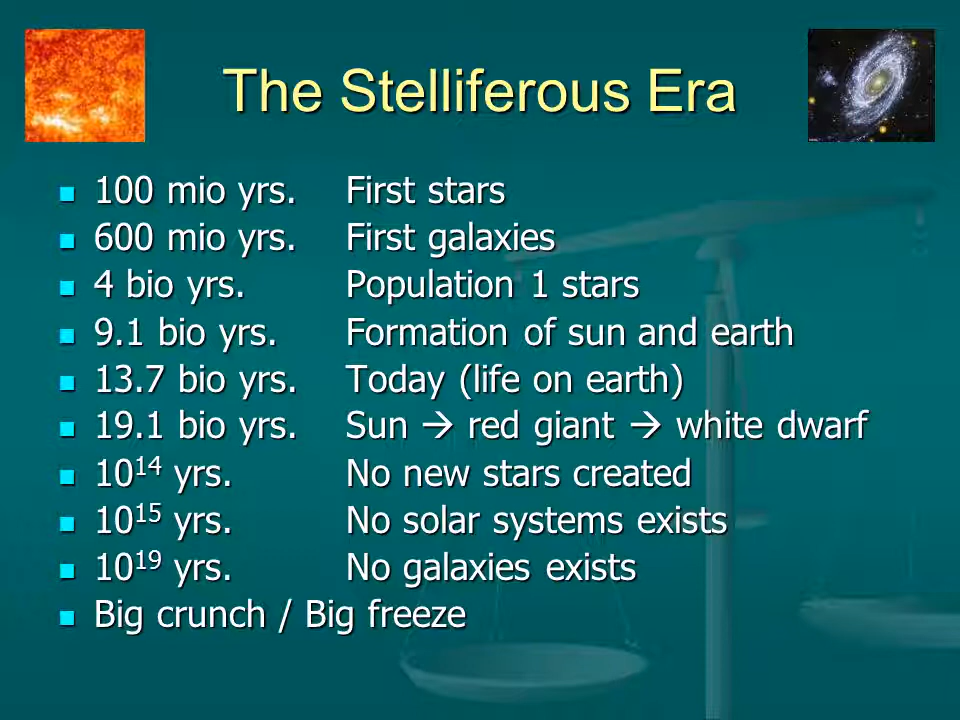 The Stelliferous Era
100 mio yrs. First stars
600 mio yrs. First galaxies
4 bio yrs. Population 1 stars
9.1 bio yrs. Formation of sun and earth
13.7 bio yrs. Today (life on earth)
19.1 bio yrs. Sun → red giant → white dwarf
10¹⁴ yrs. No new stars created
10¹⁵ yrs. No solar systems exists
10¹⁹ yrs. No galaxies exists
Big crunch / Big freeze